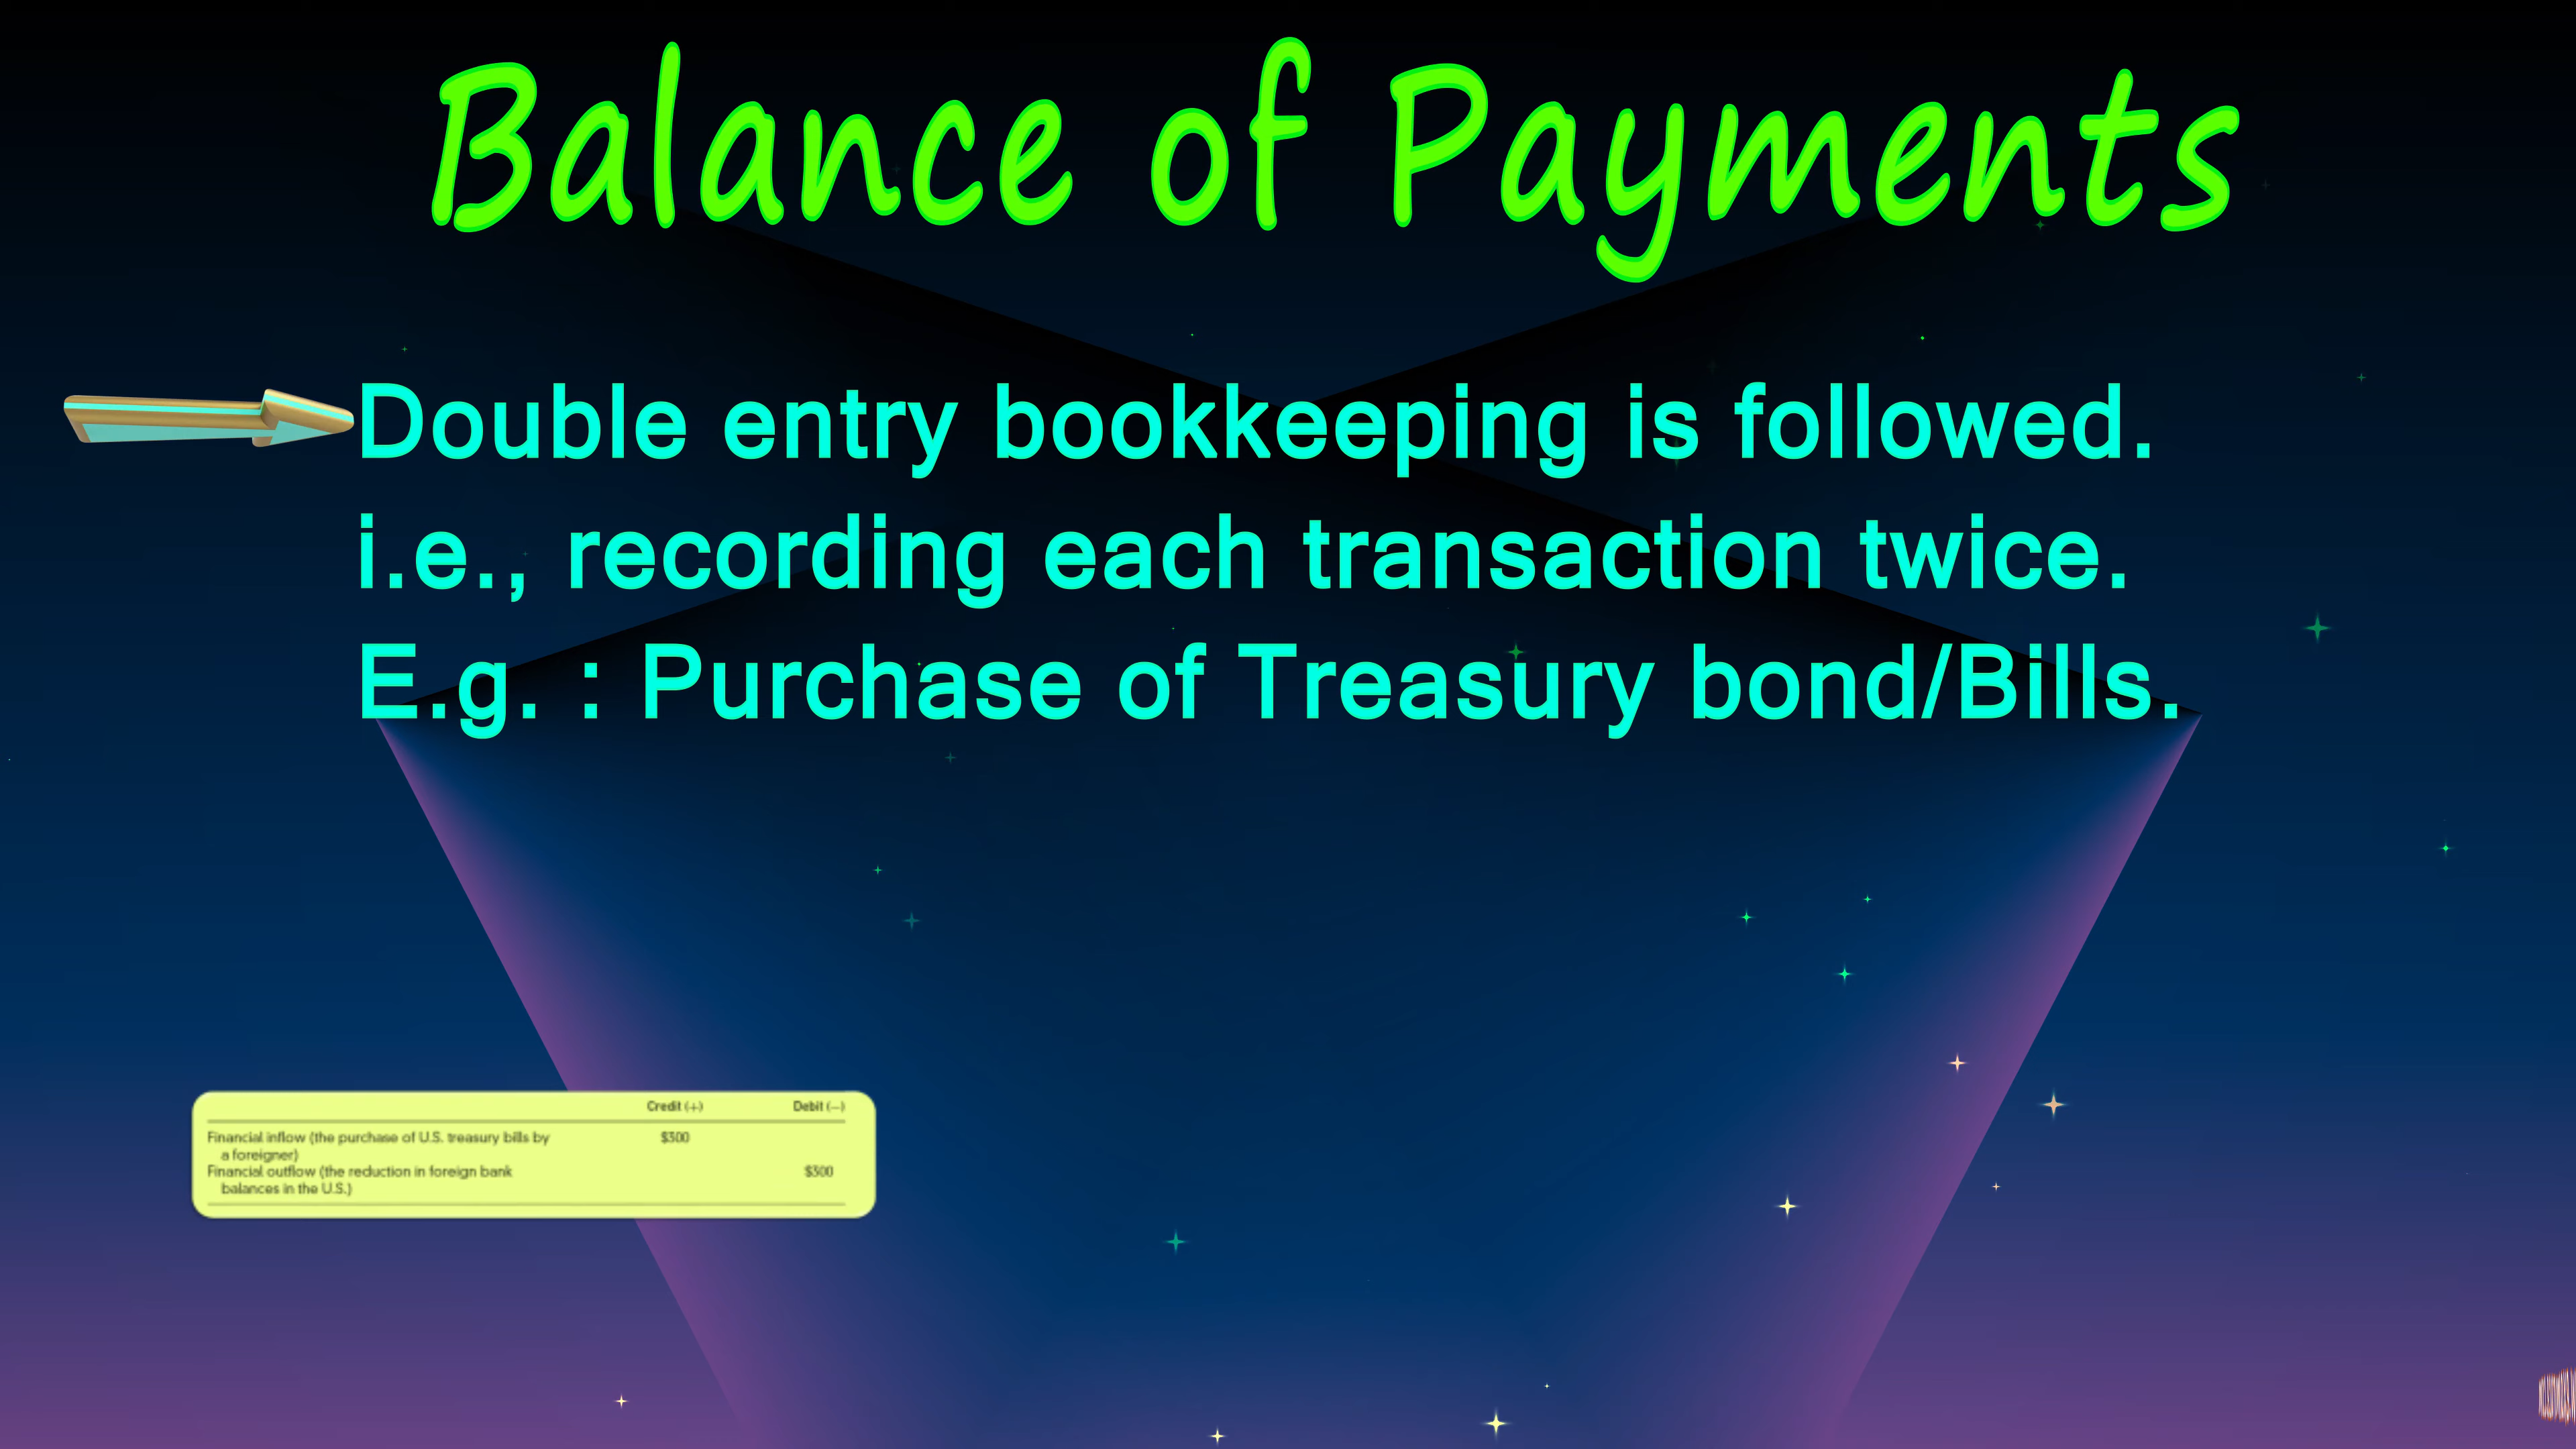 Balance of Payments
Double entry bookkeeping is followed.
i.e., recording each transaction twice.
E.g. : Purchase of Treasury bond/Bills.
Credit (+) Debit (—)
Financial inflow (the purchase of U.S. treasury bills by $300
a foreigner)
Financial outflow (the reduction in foreign bank $300
balances in the U.S.)